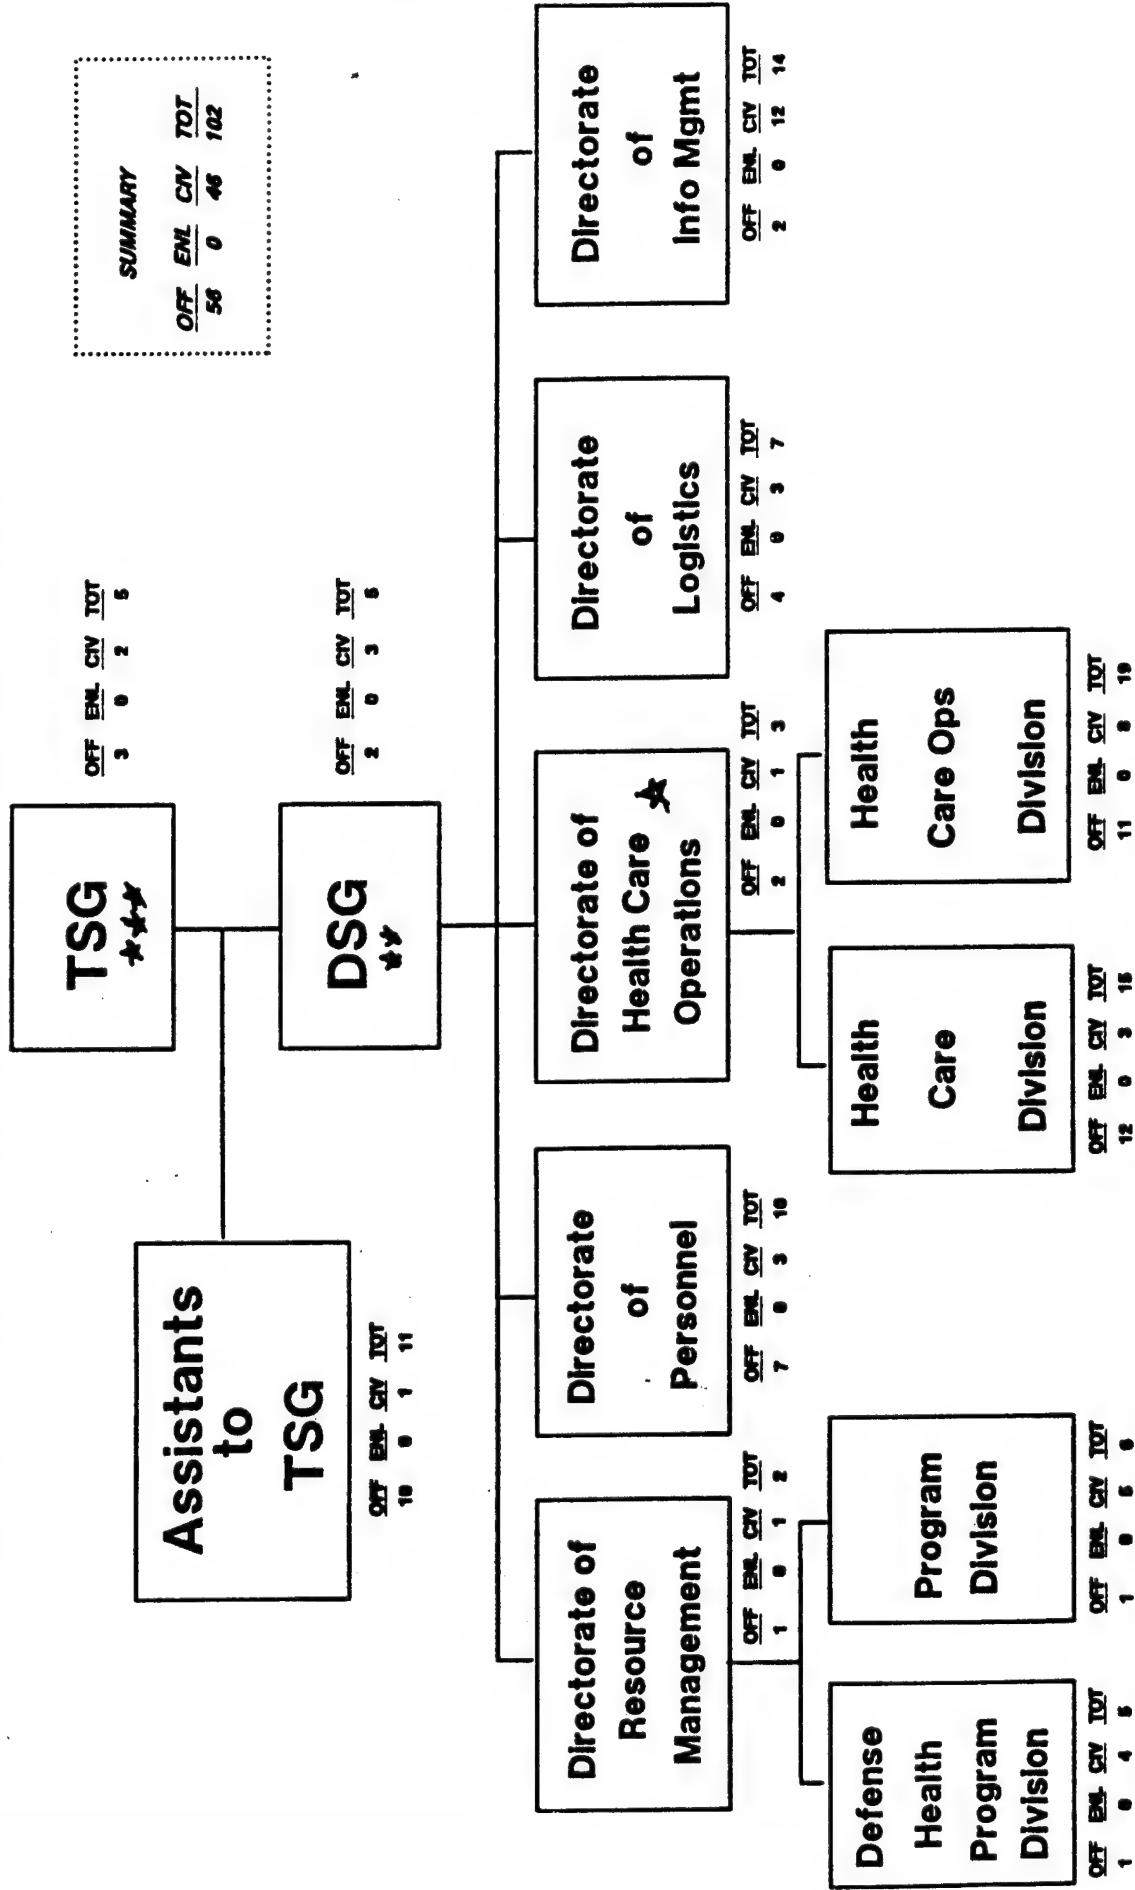 TSG
OFF ENL CIV TOT
3 0 2 5
SUMMARY
OFF ENL CIV TOT
56 0 46 102
Assistants
to
TSG
OFF ENL CIV TOT
10 0 1 11
DSG
OFF ENL CIV TOT
2 0 3 5
Directorate of
Resource
Management
OFF ENL CIV TOT
1 0 1 2
Directorate
of
Personnel
OFF ENL CIV TOT
7 0 3 10
Directorate of
Health Care
Operations
OFF ENL CIV TOT
2 0 1 3
Directorate
of
Logistics
OFF ENL CIV TOT
4 0 3 7
Directorate
of
Info Mgmt
OFF ENL CIV TOT
2 0 12 14
Defense
Health
Program
Division
OFF ENL CIV TOT
1 0 4 5
Program
Division
OFF ENL CIV TOT
1 0 5 6
Health
Care
Division
OFF ENL CIV TOT
12 0 3 15
Health
Care Ops
Division
OFF ENL CIV TOT
11 0 8 19